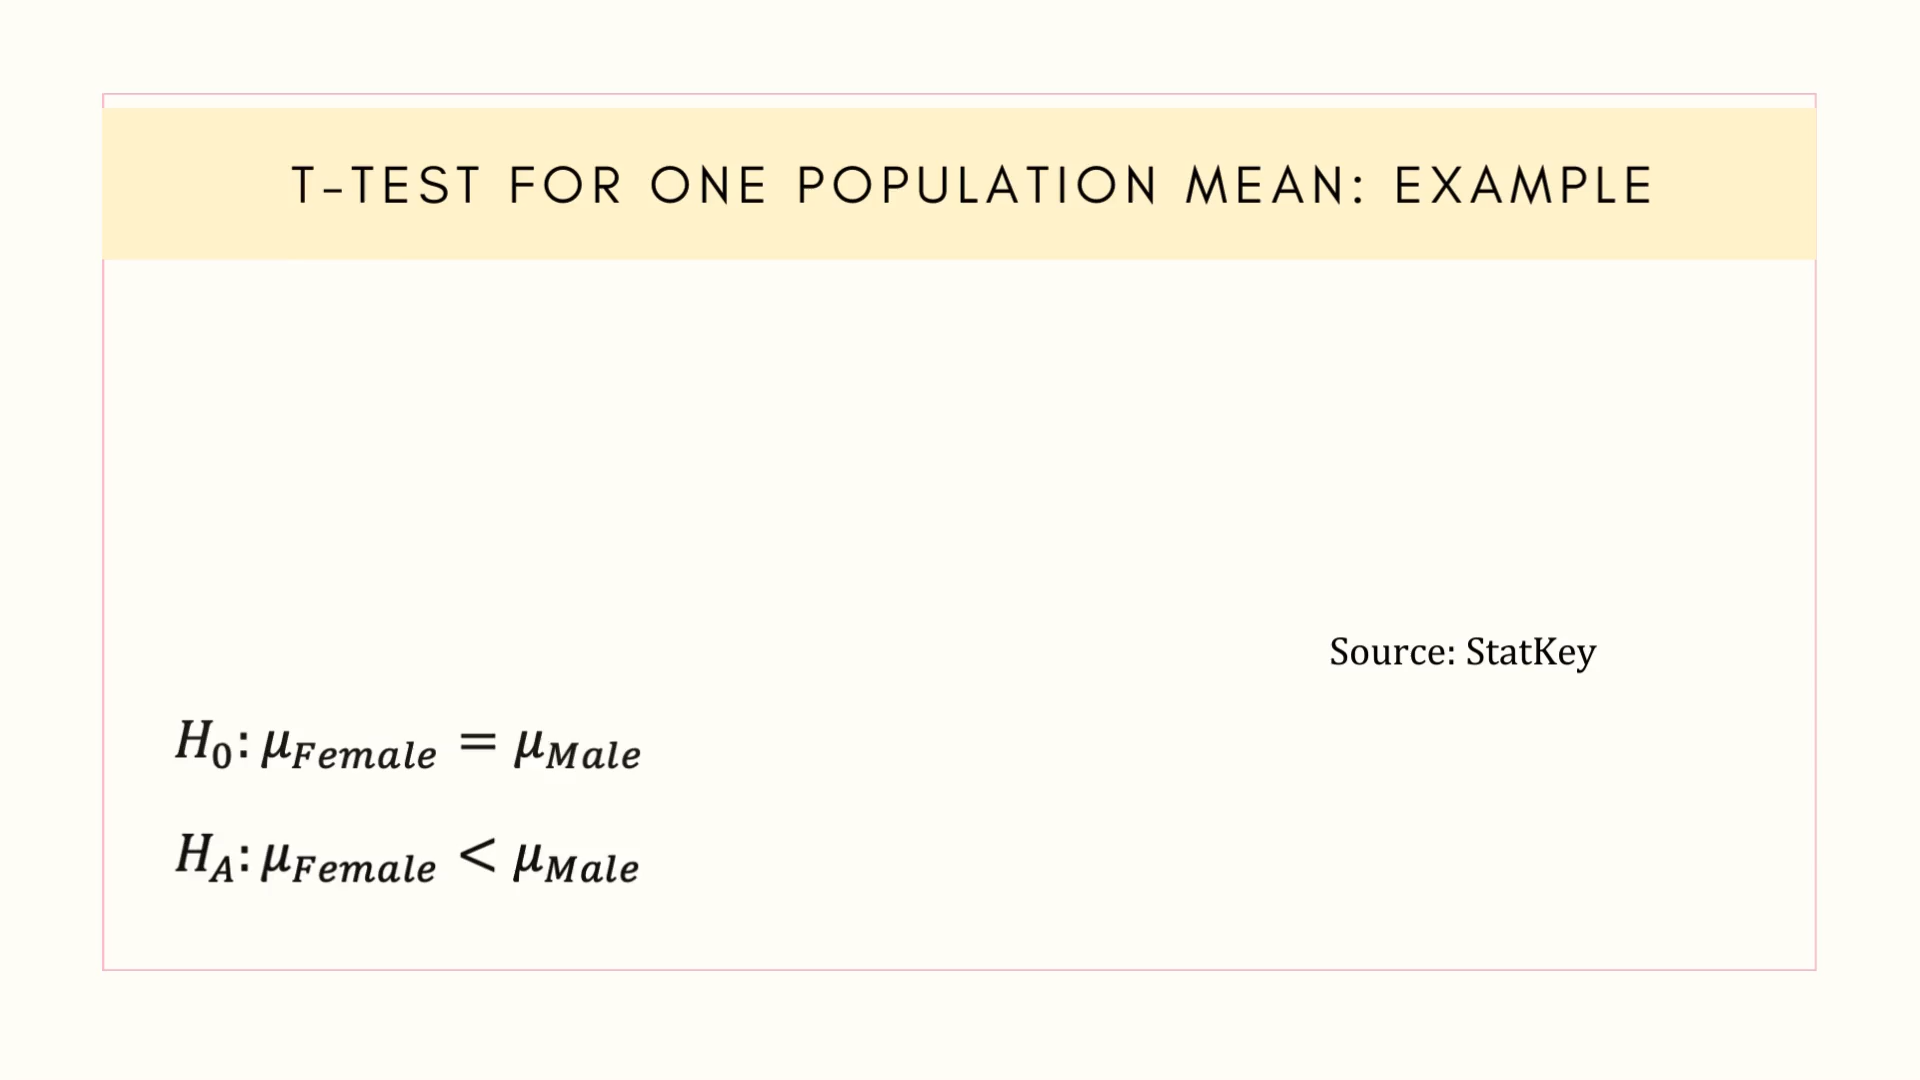 T-TEST FOR ONE POPULATION MEAN: EXAMPLE
Source: StatKey
H₀: μ_Female = μ_Male
H_A: μ_Female < μ_Male